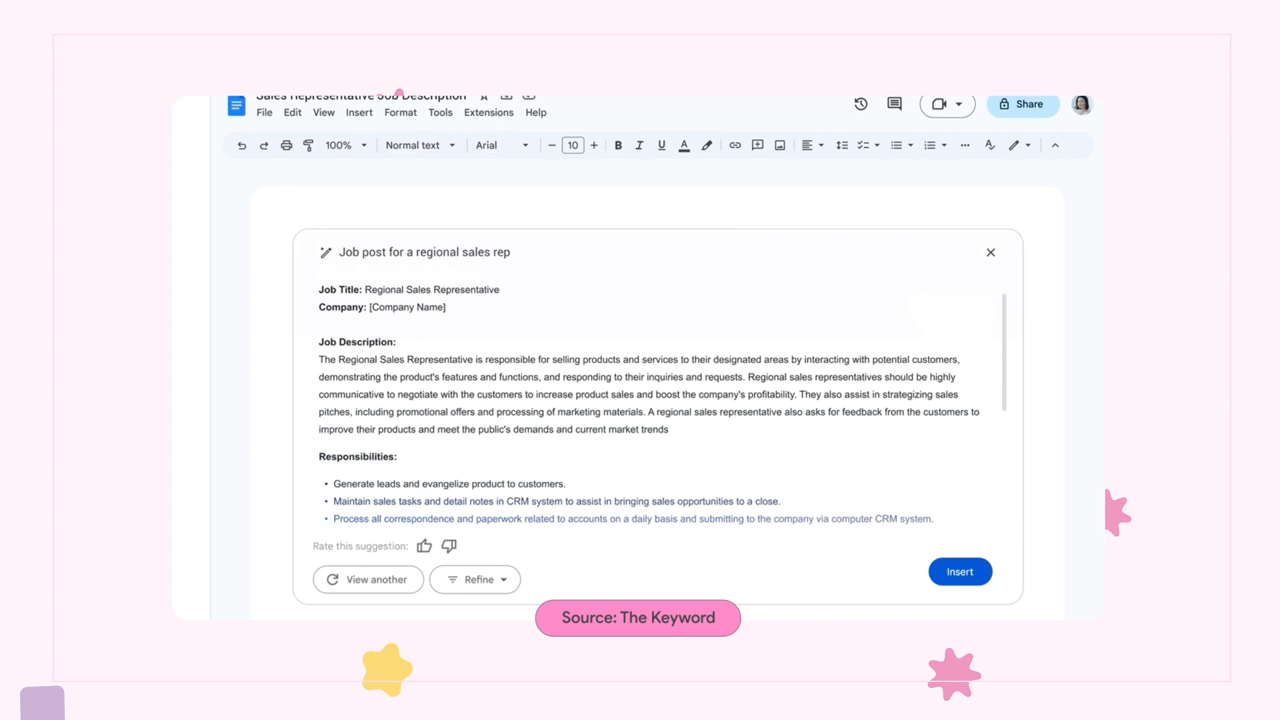 Sales Representative Job Description
File Edit View Insert Format Tools Extensions Help
Share
100% Normal text Arial 10 B I U A
Job post for a regional sales rep
Job Title: Regional Sales Representative
Company: [Company Name]
Job Description:
The Regional Sales Representative is responsible for selling products and services to their designated areas by interacting with potential customers,
demonstrating the product's features and functions, and responding to their inquiries and requests. Regional sales representatives should be highly
communicative to negotiate with the customers to increase product sales and boost the company's profitability. They also assist in strategizing sales
pitches, including promotional offers and processing of marketing materials. A regional sales representative also asks for feedback from the customers to
improve their products and meet the public's demands and current market trends
Responsibilities:
• Generate leads and evangelize product to customers.
• Maintain sales tasks and detail notes in CRM system to assist in bringing sales opportunities to a close.
• Process all correspondence and paperwork related to accounts on a daily basis and submitting to the company via computer CRM system.
Rate this suggestion:
View another Refine Insert
Source: The Keyword